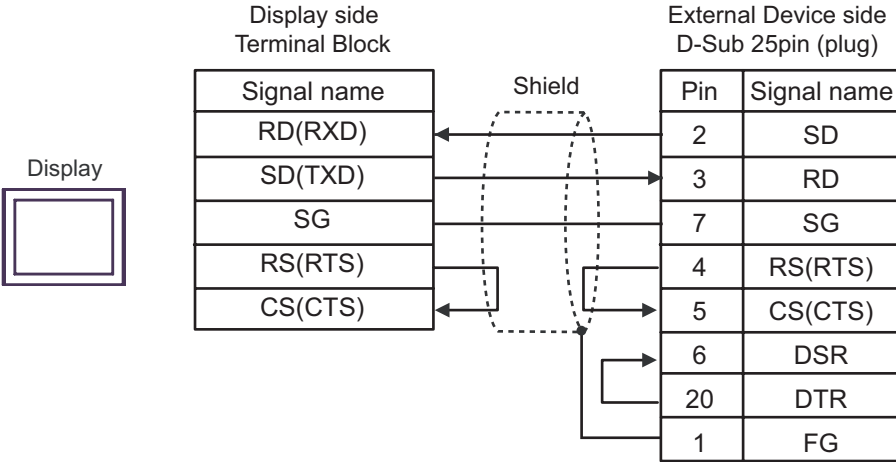 Display side
Terminal Block
External Device side
D-Sub 25pin (plug)
Signal name
Shield
Pin Signal name
RD(RXD)
2 SD
Display
SD(TXD)
3 RD
SG
7 SG
RS(RTS)
4 RS(RTS)
CS(CTS)
5 CS(CTS)
6 DSR
20 DTR
1 FG